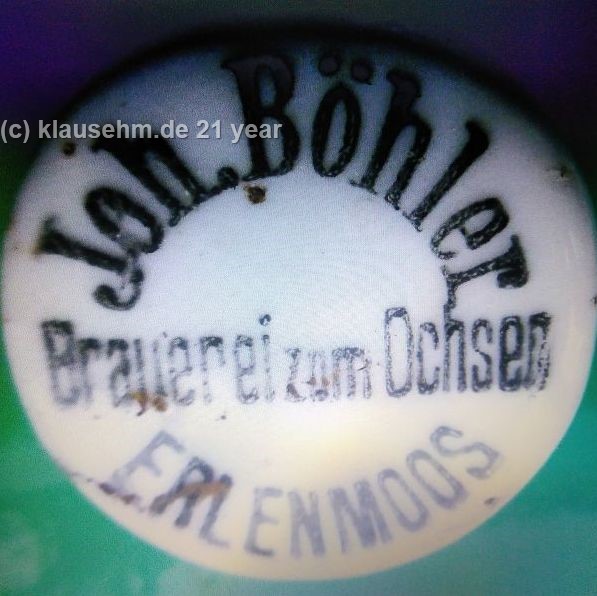 (c) klausehm.de 21 year
Joh. Böhler
Brauerei zum Ochsen
ERLENMOOS